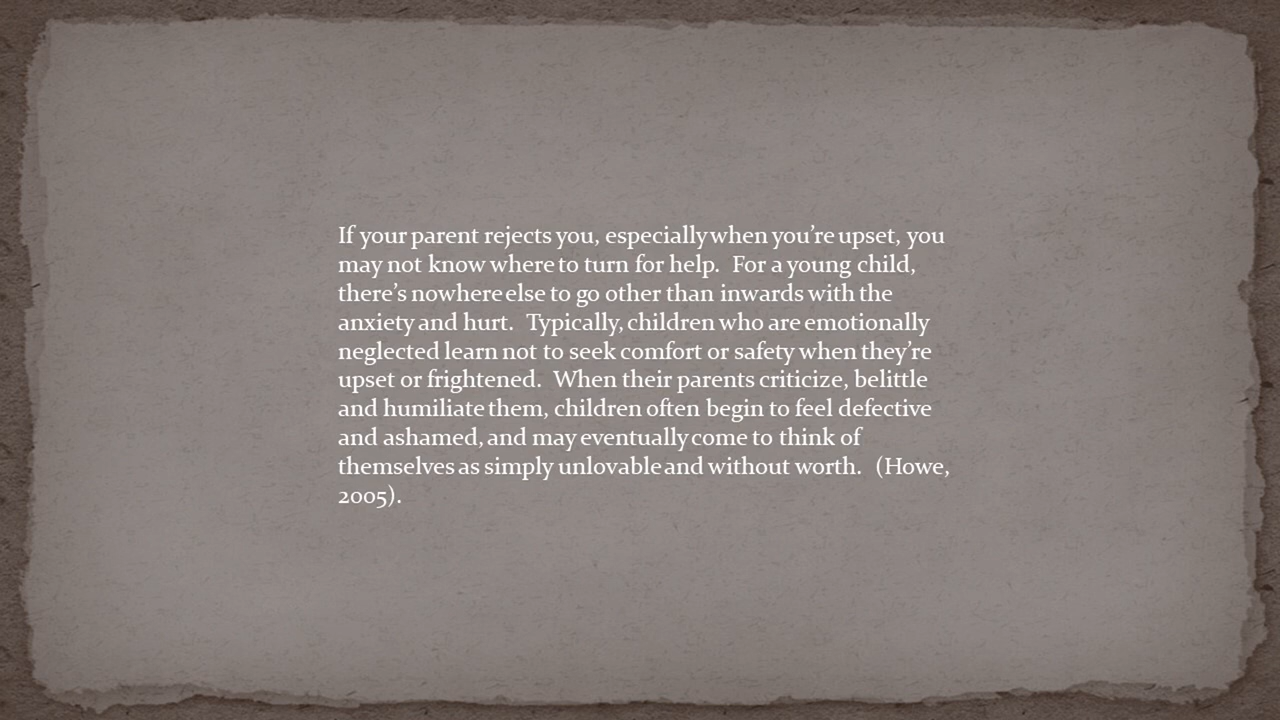 If your parent rejects you, especially when you’re upset, you
may not know where to turn for help.  For a young child,
there’s nowhere else to go other than inwards with the
anxiety and hurt.  Typically, children who are emotionally
neglected learn not to seek comfort or safety when they’re
upset or frightened.  When their parents criticize, belittle
and humiliate them, children often begin to feel defective
and ashamed, and may eventually come to think of
themselves as simply unlovable and without worth.  (Howe,
2005).